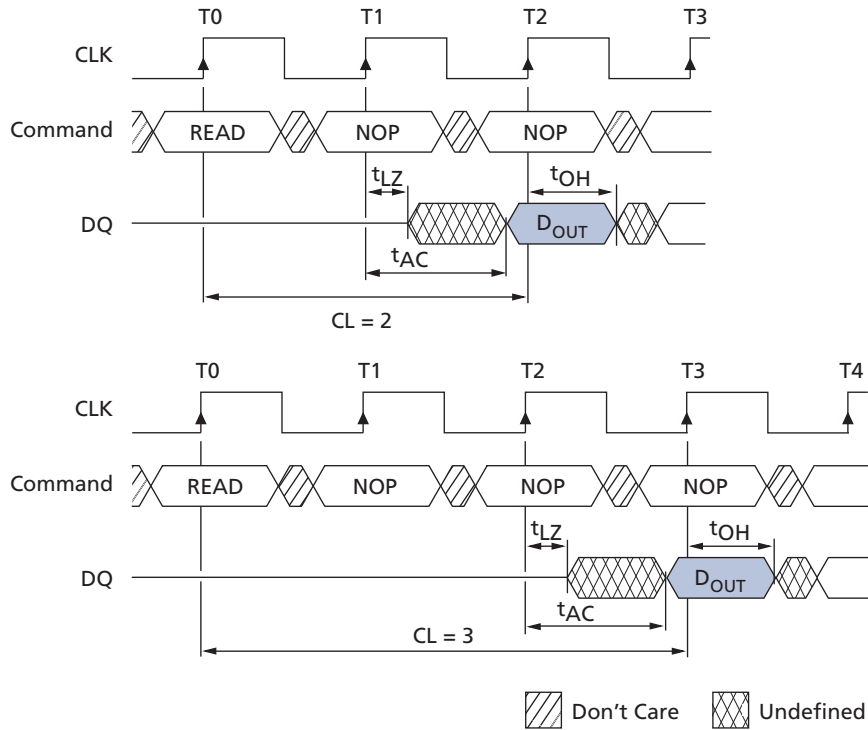 T0 T1 T2 T3
CLK
Command READ NOP NOP
tLZ tOH
DQ DOUT
tAC
CL = 2
T0 T1 T2 T3 T4
CLK
Command READ NOP NOP NOP
tLZ tOH
DQ DOUT
tAC
CL = 3
Don't Care Undefined